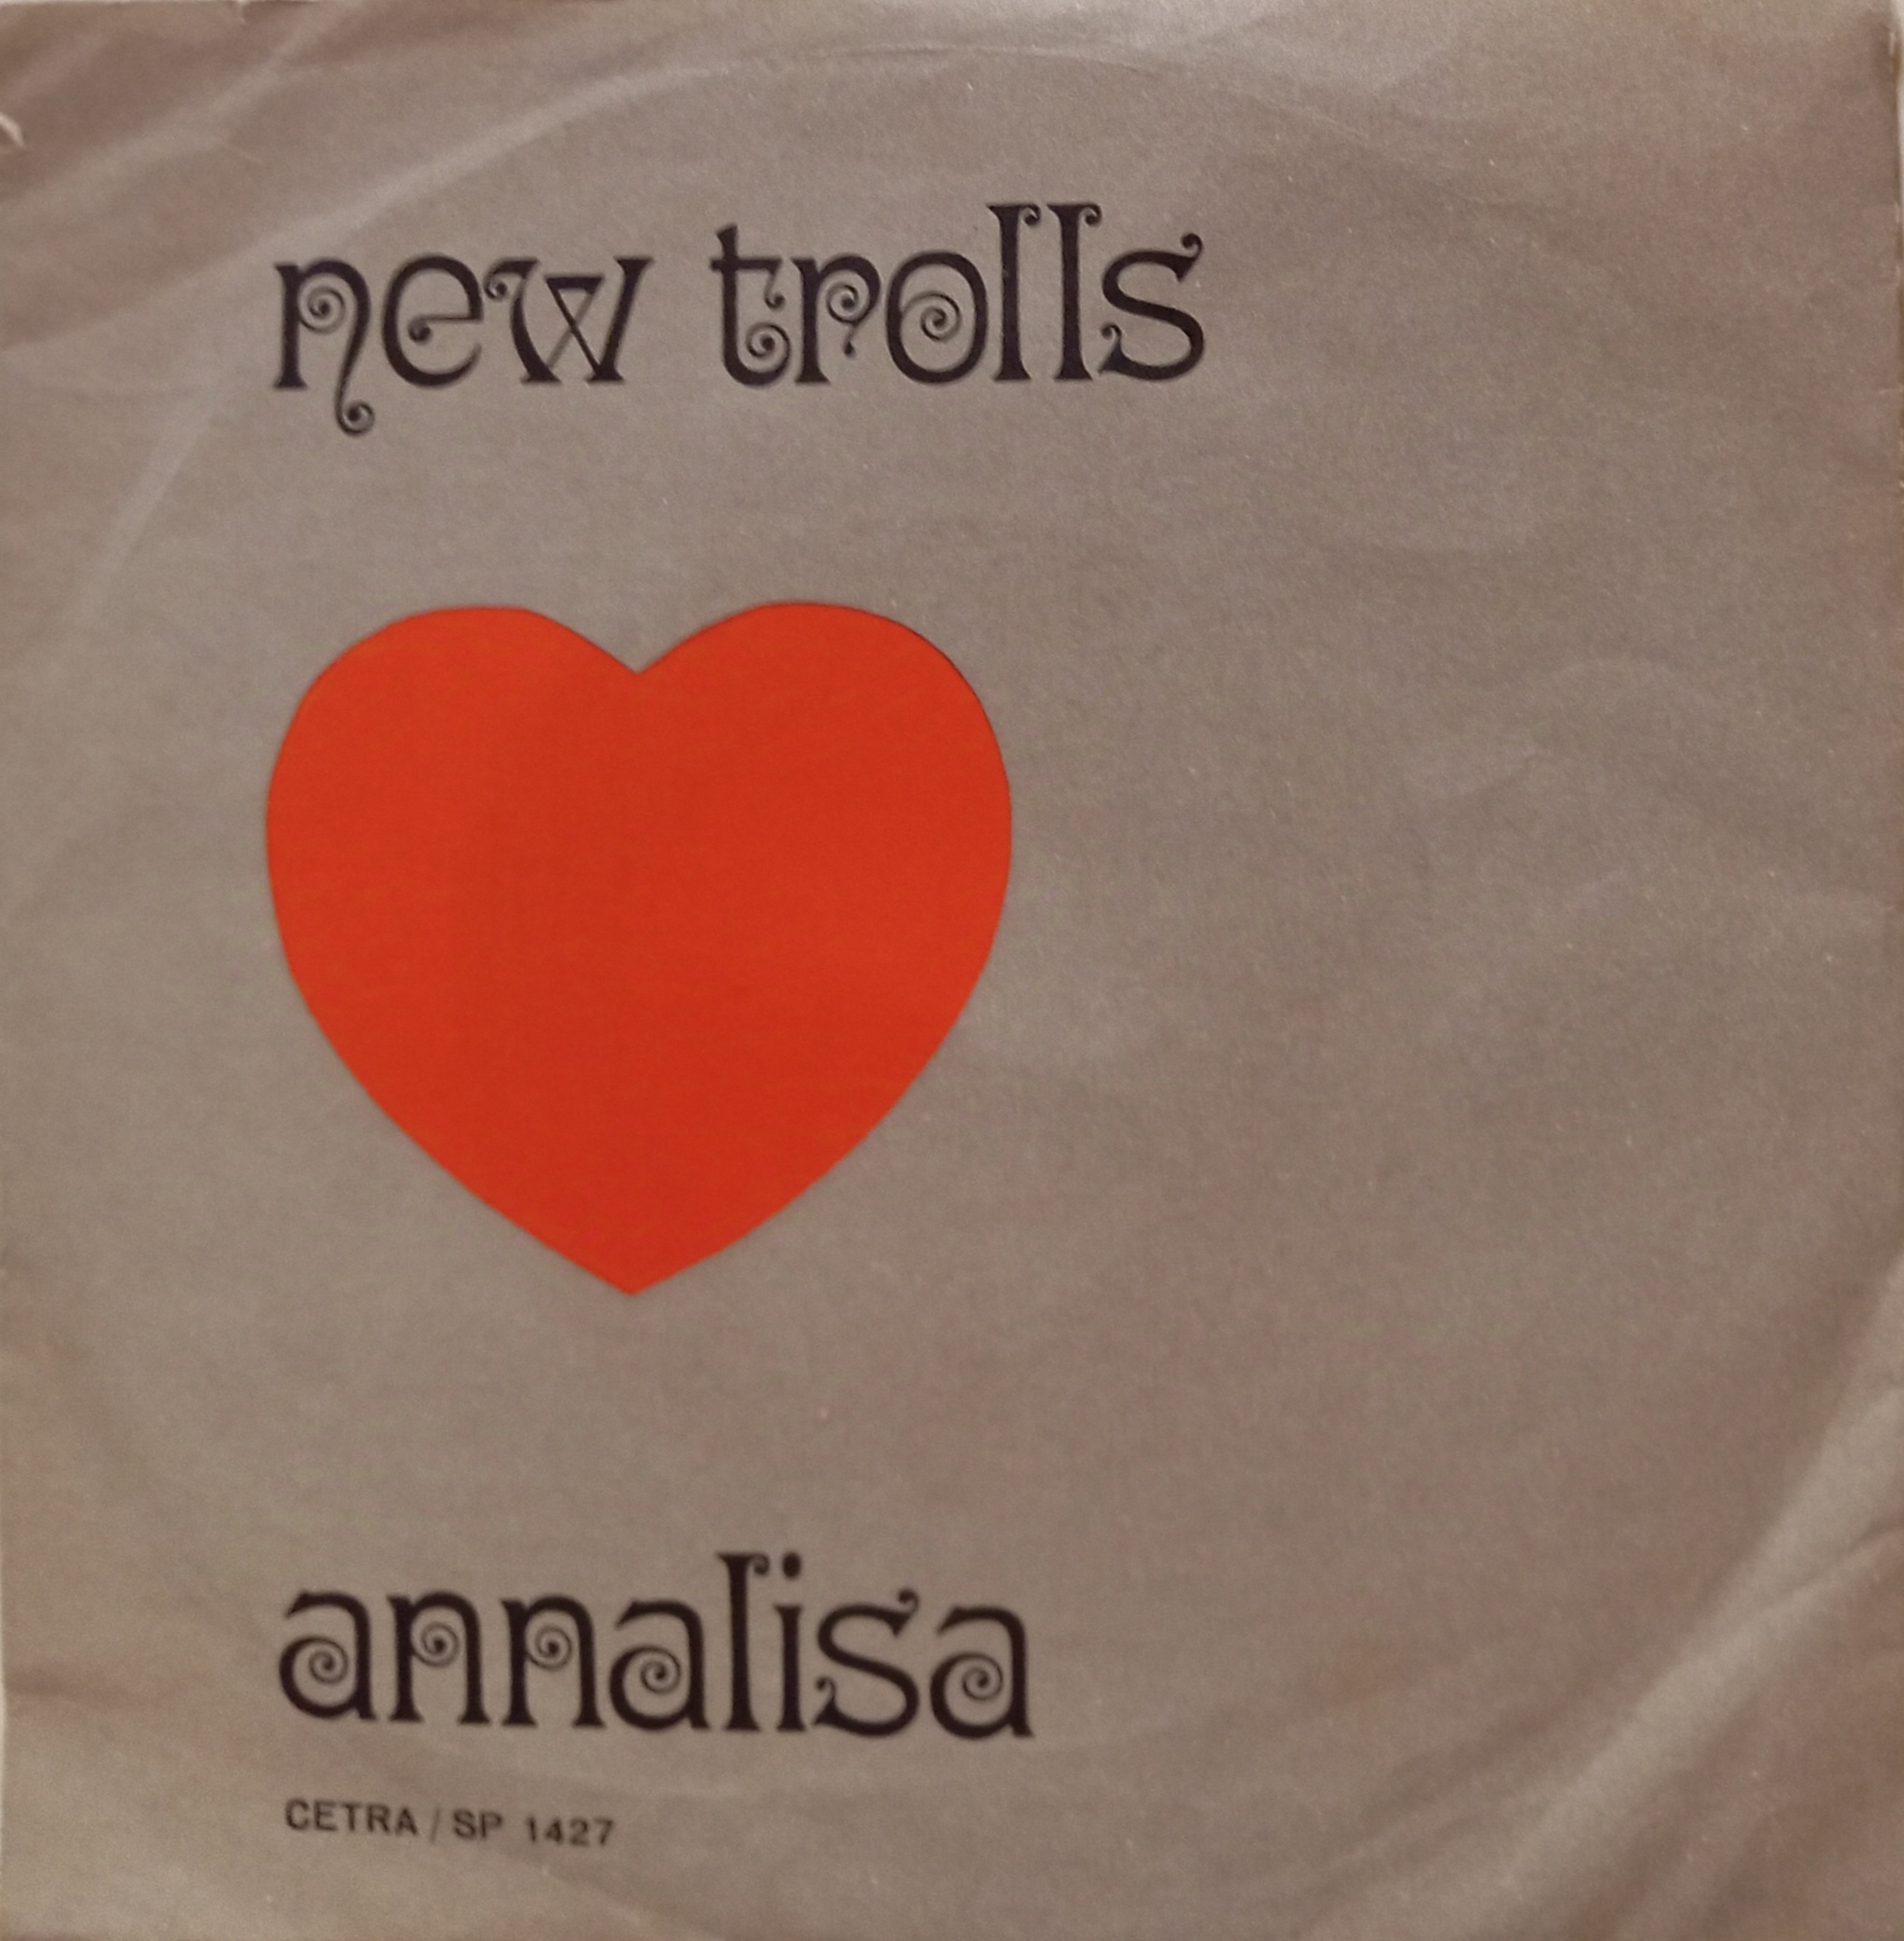 new trolls
annalisa
CETRA / SP 1427